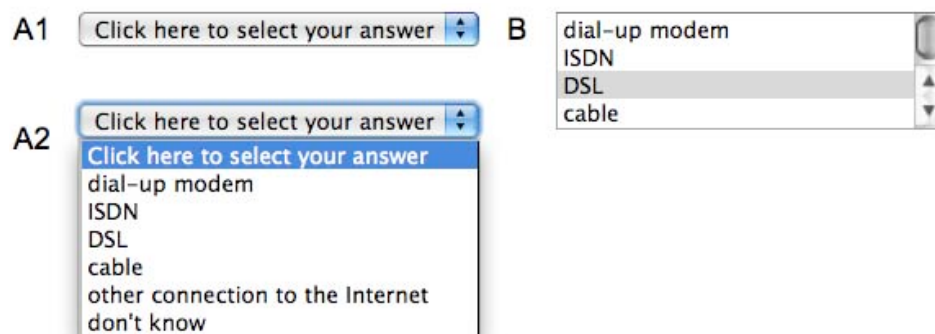 A1 Click here to select your answer
B
dial-up modem
ISDN
DSL
cable
A2 Click here to select your answer
Click here to select your answer
dial-up modem
ISDN
DSL
cable
other connection to the Internet
don't know